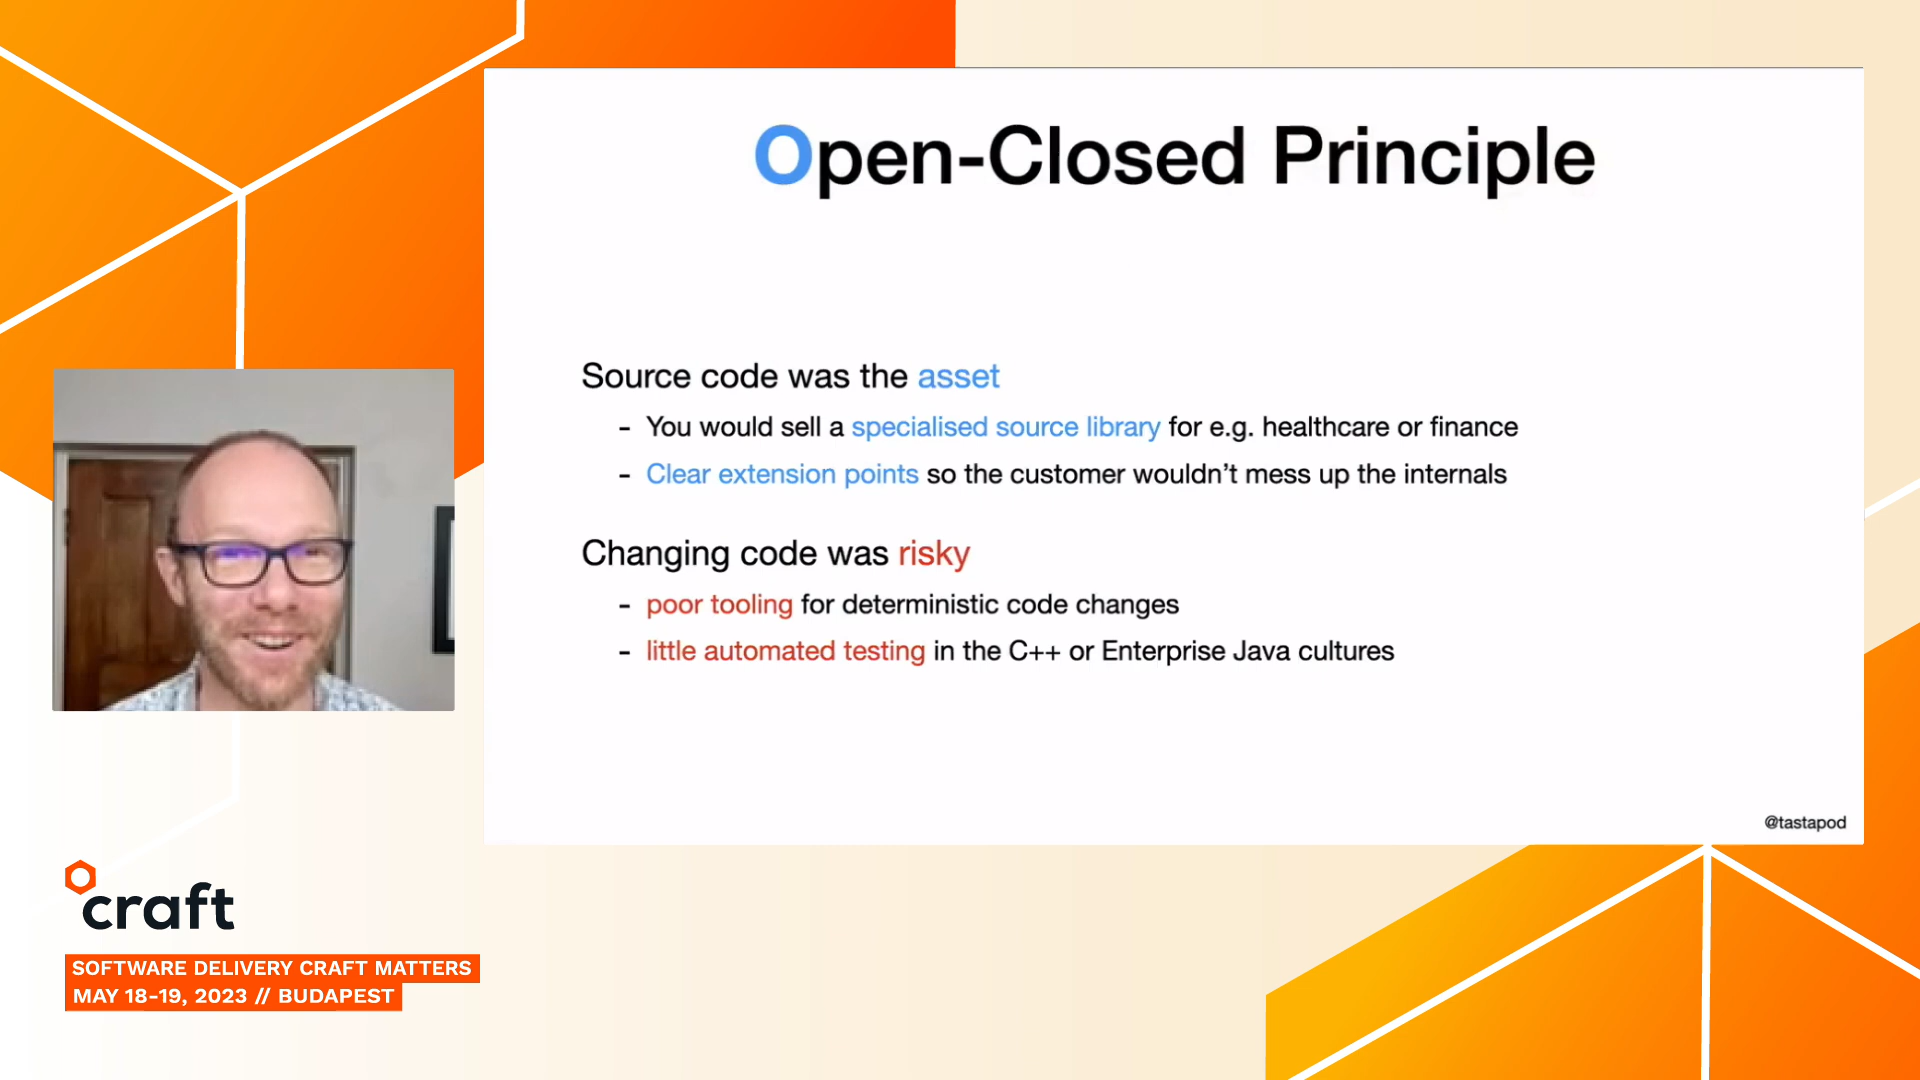 Open-Closed Principle
Source code was the asset
- You would sell a specialised source library for e.g. healthcare or finance
- Clear extension points so the customer wouldn’t mess up the internals
Changing code was risky
- poor tooling for deterministic code changes
- little automated testing in the C++ or Enterprise Java cultures
@tastapod
craft
SOFTWARE DELIVERY CRAFT MATTERS
MAY 18-19, 2023 // BUDAPEST